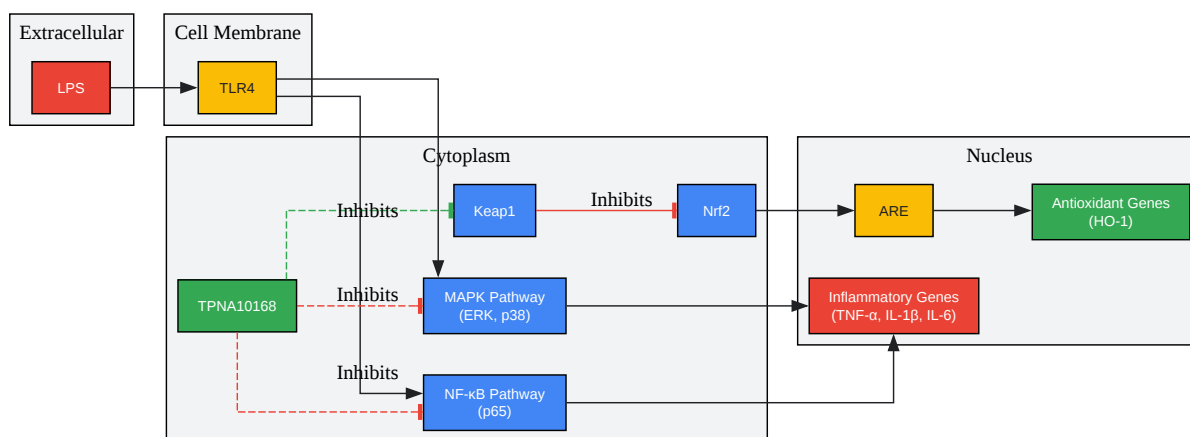 Extracellular
Cell Membrane
LPS
TLR4
Cytoplasm
Nucleus
Inhibits
Keap1
Inhibits
Nrf2
ARE
Antioxidant Genes
(HO-1)
TPNA10168
Inhibits
MAPK Pathway
(ERK, p38)
Inflammatory Genes
(TNF-α, IL-1β, IL-6)
Inhibits
NF-κB Pathway
(p65)